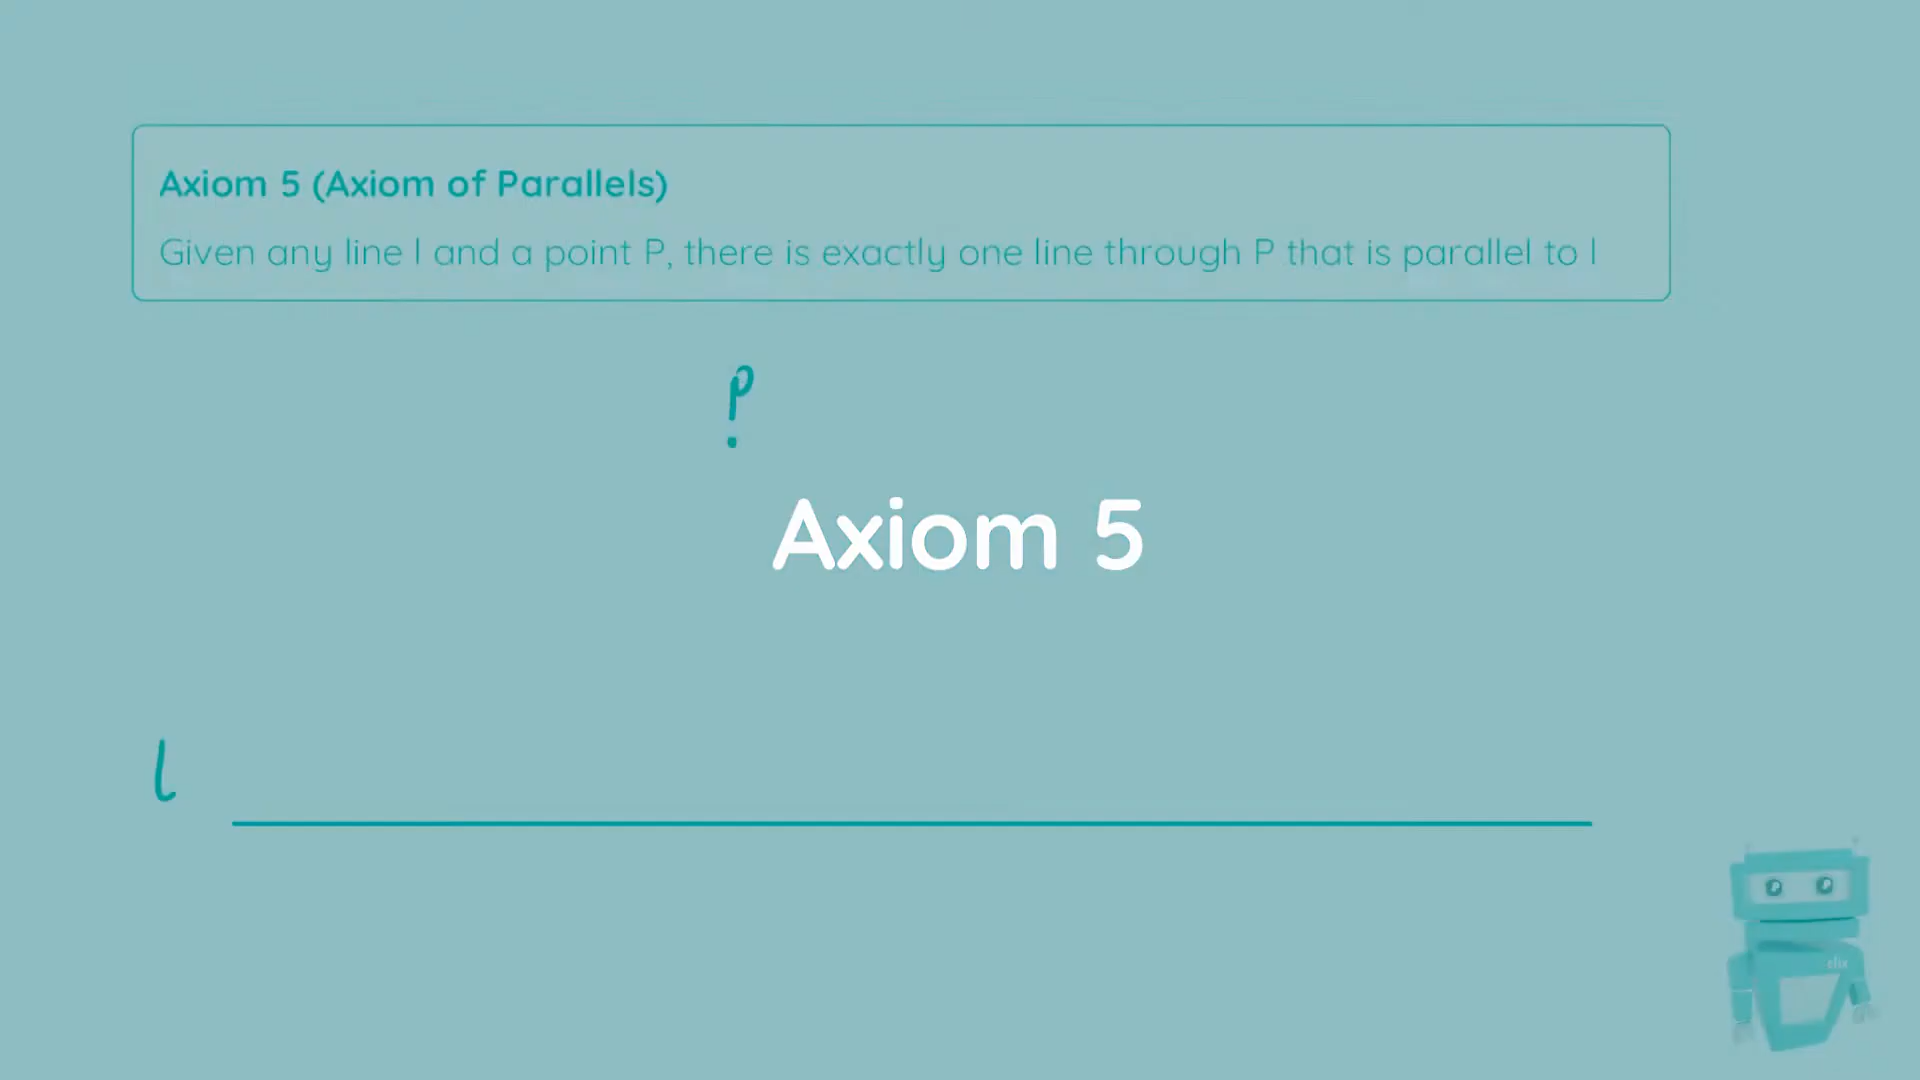 Axiom 5 (Axiom of Parallels)
Given any line l and a point P, there is exactly one line through P that is parallel to l
P
Axiom 5
l